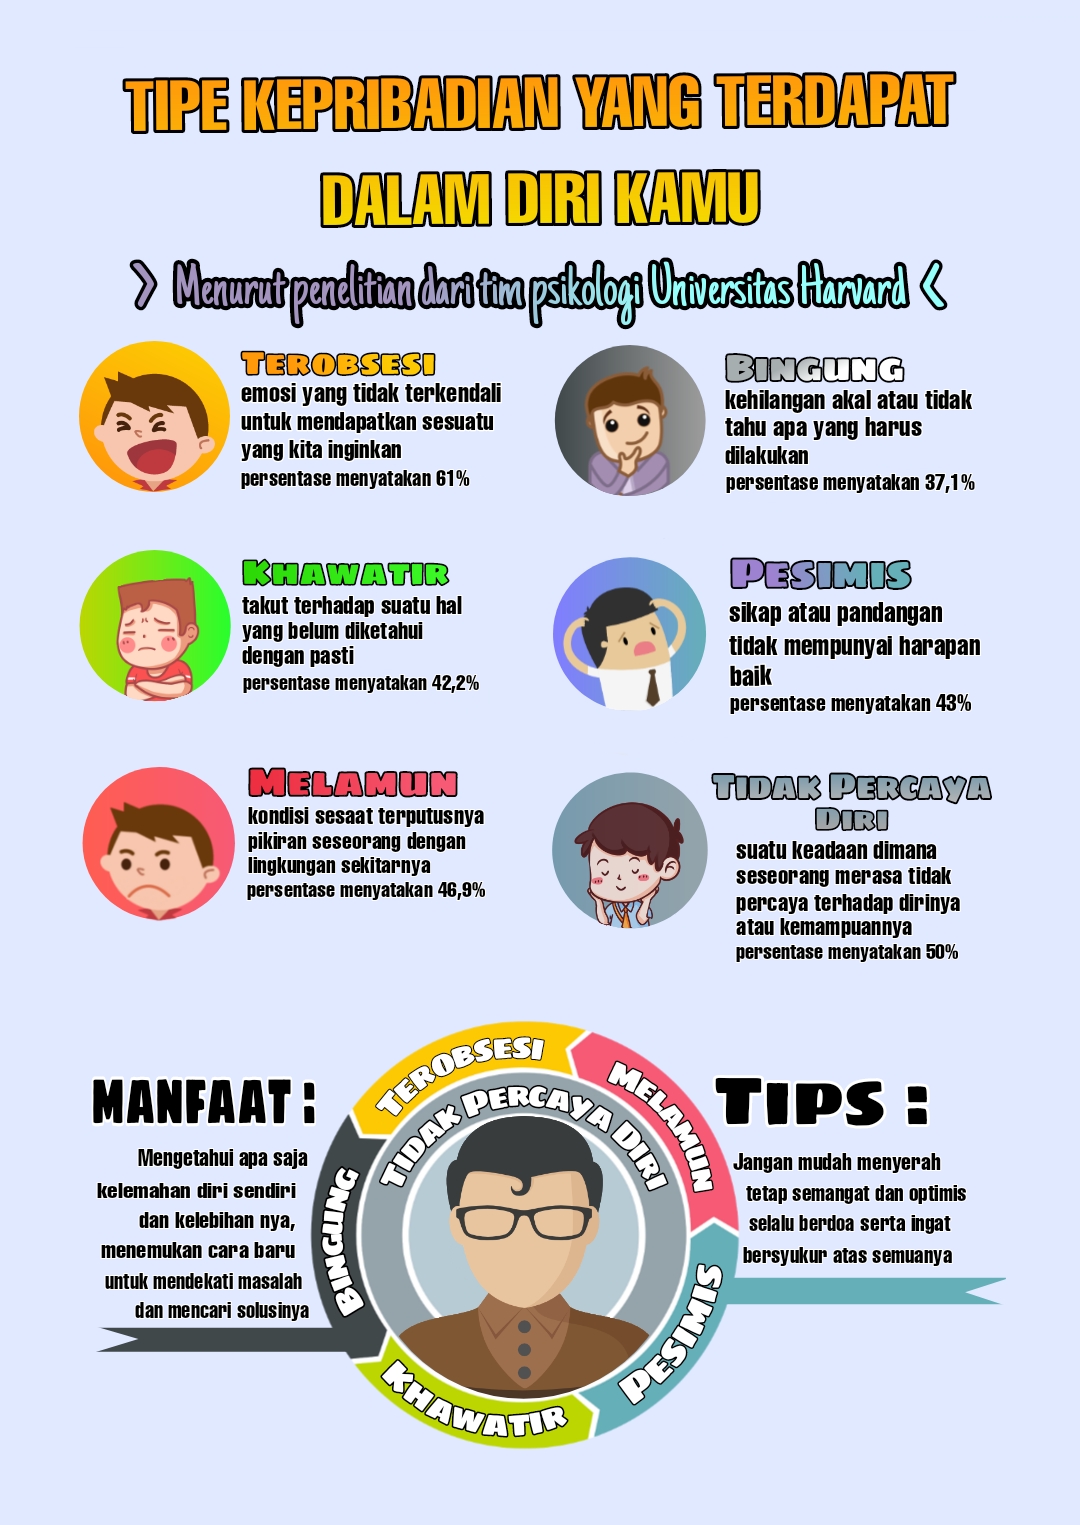 TIPE KEPRIBADIAN YANG TERDAPAT
DALAM DIRI KAMU
Menurut penelitian dari tim psikologi Universitas Harvard
TEROBSESI
emosi yang tidak terkendali
untuk mendapatkan sesuatu
yang kita inginkan
persentase menyatakan 61%
BINGUNG
kehilangan akal atau tidak
tahu apa yang harus
dilakukan
persentase menyatakan 37,1%
KHAWATIR
takut terhadap suatu hal
yang belum diketahui
dengan pasti
persentase menyatakan 42,2%
PESIMIS
sikap atau pandangan
tidak mempunyai harapan
baik
persentase menyatakan 43%
MELAMUN
kondisi sesaat terputusnya
pikiran seseorang dengan
lingkungan sekitarnya
persentase menyatakan 46,9%
TIDAK PERCAYA
DIRI
suatu keadaan dimana
seseorang merasa tidak
percaya terhadap dirinya
atau kemampuannya
persentase menyatakan 50%
MANFAAT :
Mengetahui apa saja
kelemahan diri sendiri
dan kelebihan nya,
menemukan cara baru
untuk mendekati masalah
dan mencari solusinya
TEROBSESI
MELAMUN
PESIMIS
KHAWATIR
BINGUNG
TIDAK PERCAYA DIRI
TIPS :
Jangan mudah menyerah
tetap semangat dan optimis
selalu berdoa serta ingat
bersyukur atas semuanya